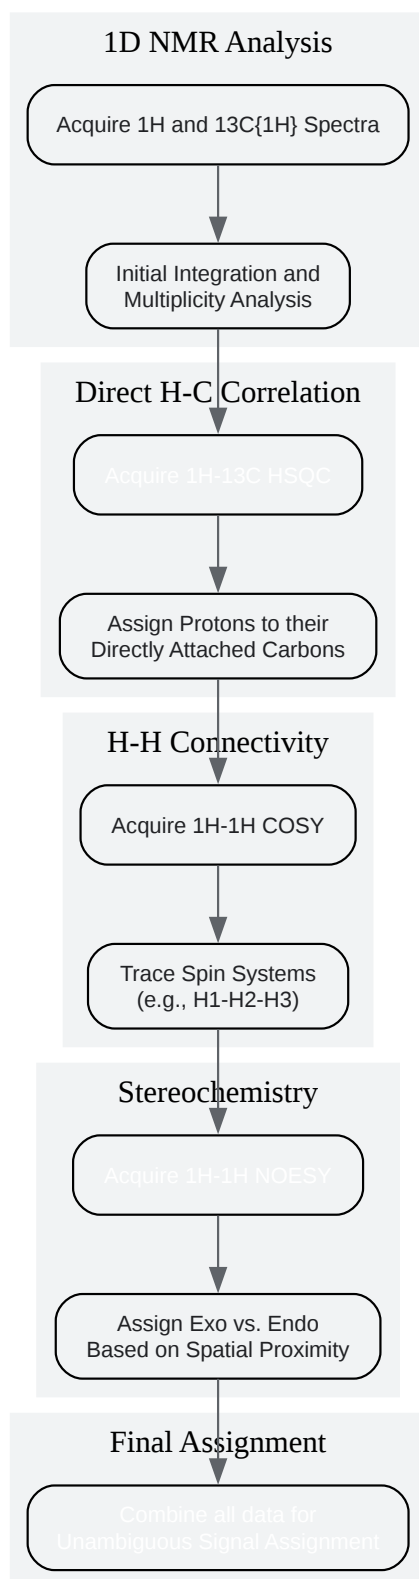 1D NMR Analysis
Acquire 1H and 13C{1H} Spectra
Initial Integration and
Multiplicity Analysis
Direct H-C Correlation
Acquire 1H-13C HSQC
Assign Protons to their
Directly Attached Carbons
H-H Connectivity
Acquire 1H-1H COSY
Trace Spin Systems
(e.g., H1-H2-H3)
Stereochemistry
Acquire 1H-1H NOESY
Assign Exo vs. Endo
Based on Spatial Proximity
Final Assignment
Combine all data for
Unambiguous Signal Assignment